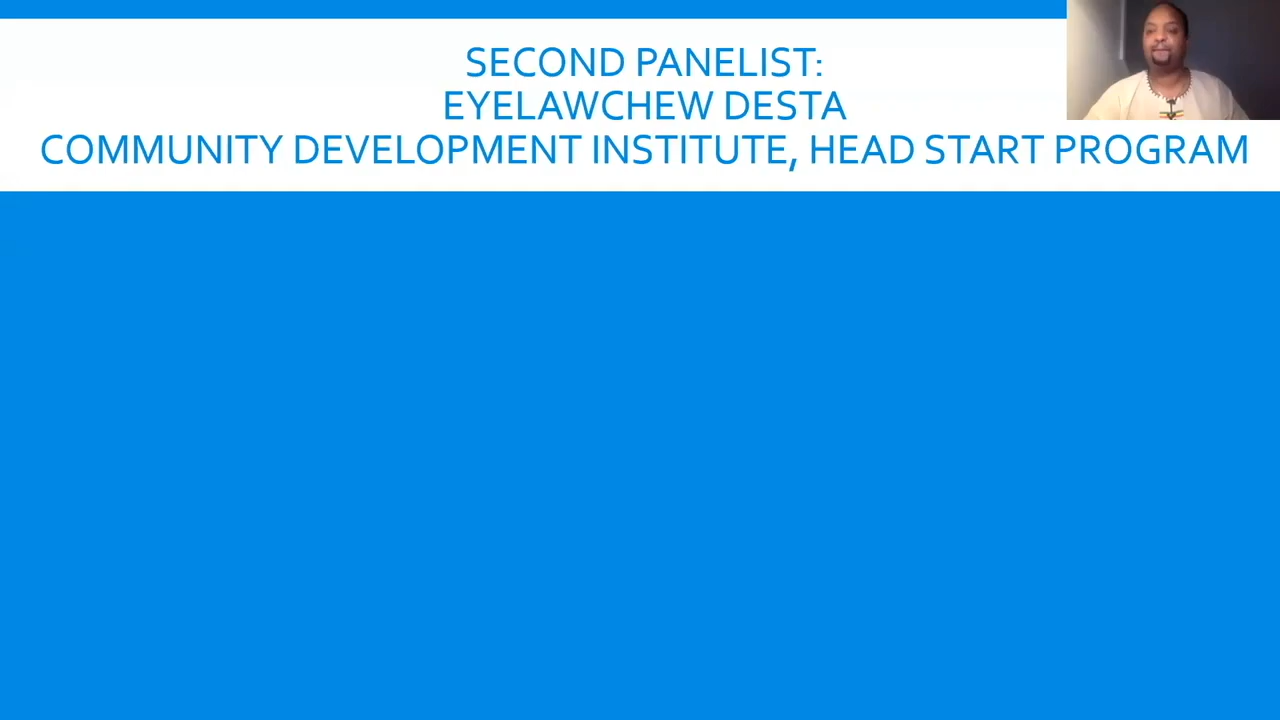 SECOND PANELIST:
EYELAWCHEW DESTA
COMMUNITY DEVELOPMENT INSTITUTE, HEAD START PROGRAM